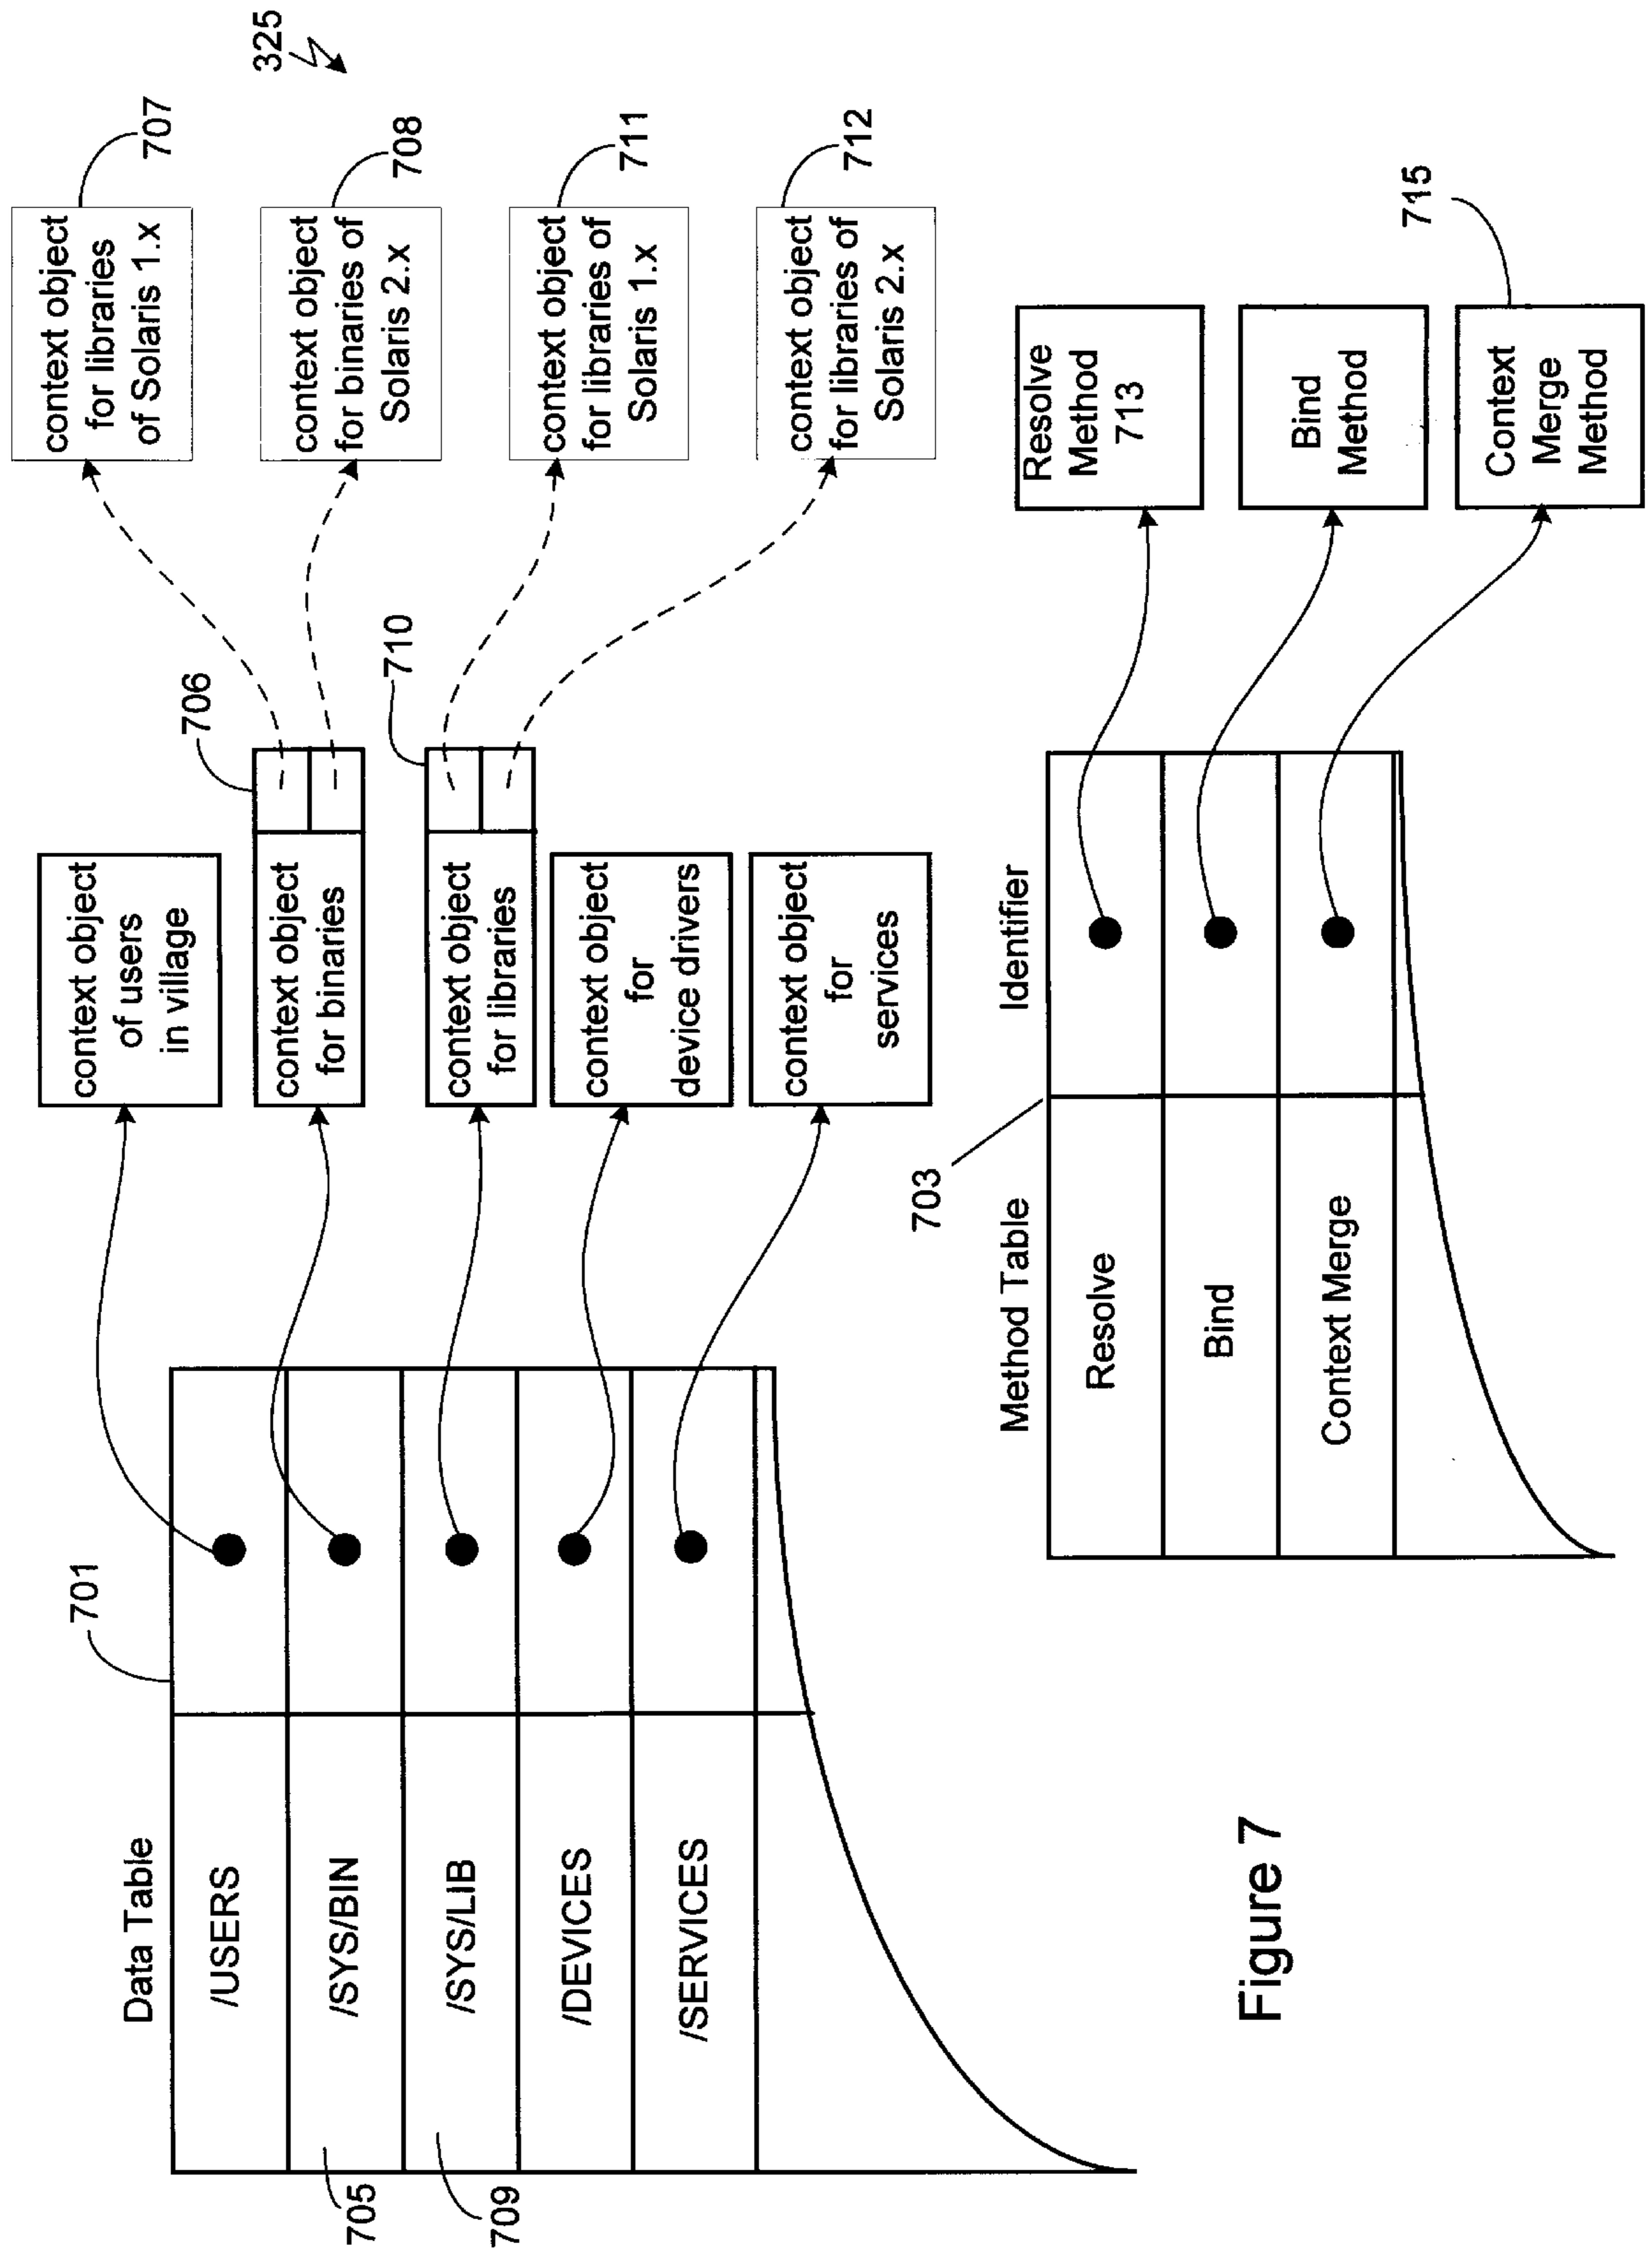 325
Data Table
701
/USERS
/SYS/BIN
/SYS/LIB
/DEVICES
/SERVICES
705
709
context object
of users
in village
context object
for binaries
706
context object
for libraries
710
context object
for
device drivers
context object
for
services
context object
for libraries
of Solaris 1.x
707
context object
for binaries of
Solaris 2.x
708
context object
for libraries of
Solaris 1.x
711
context object
for libraries of
Solaris 2.x
712
703
Method Table
Identifier
Resolve
Bind
Context Merge
Resolve
Method
713
Bind
Method
Context
Merge
Method
715
Figure 7